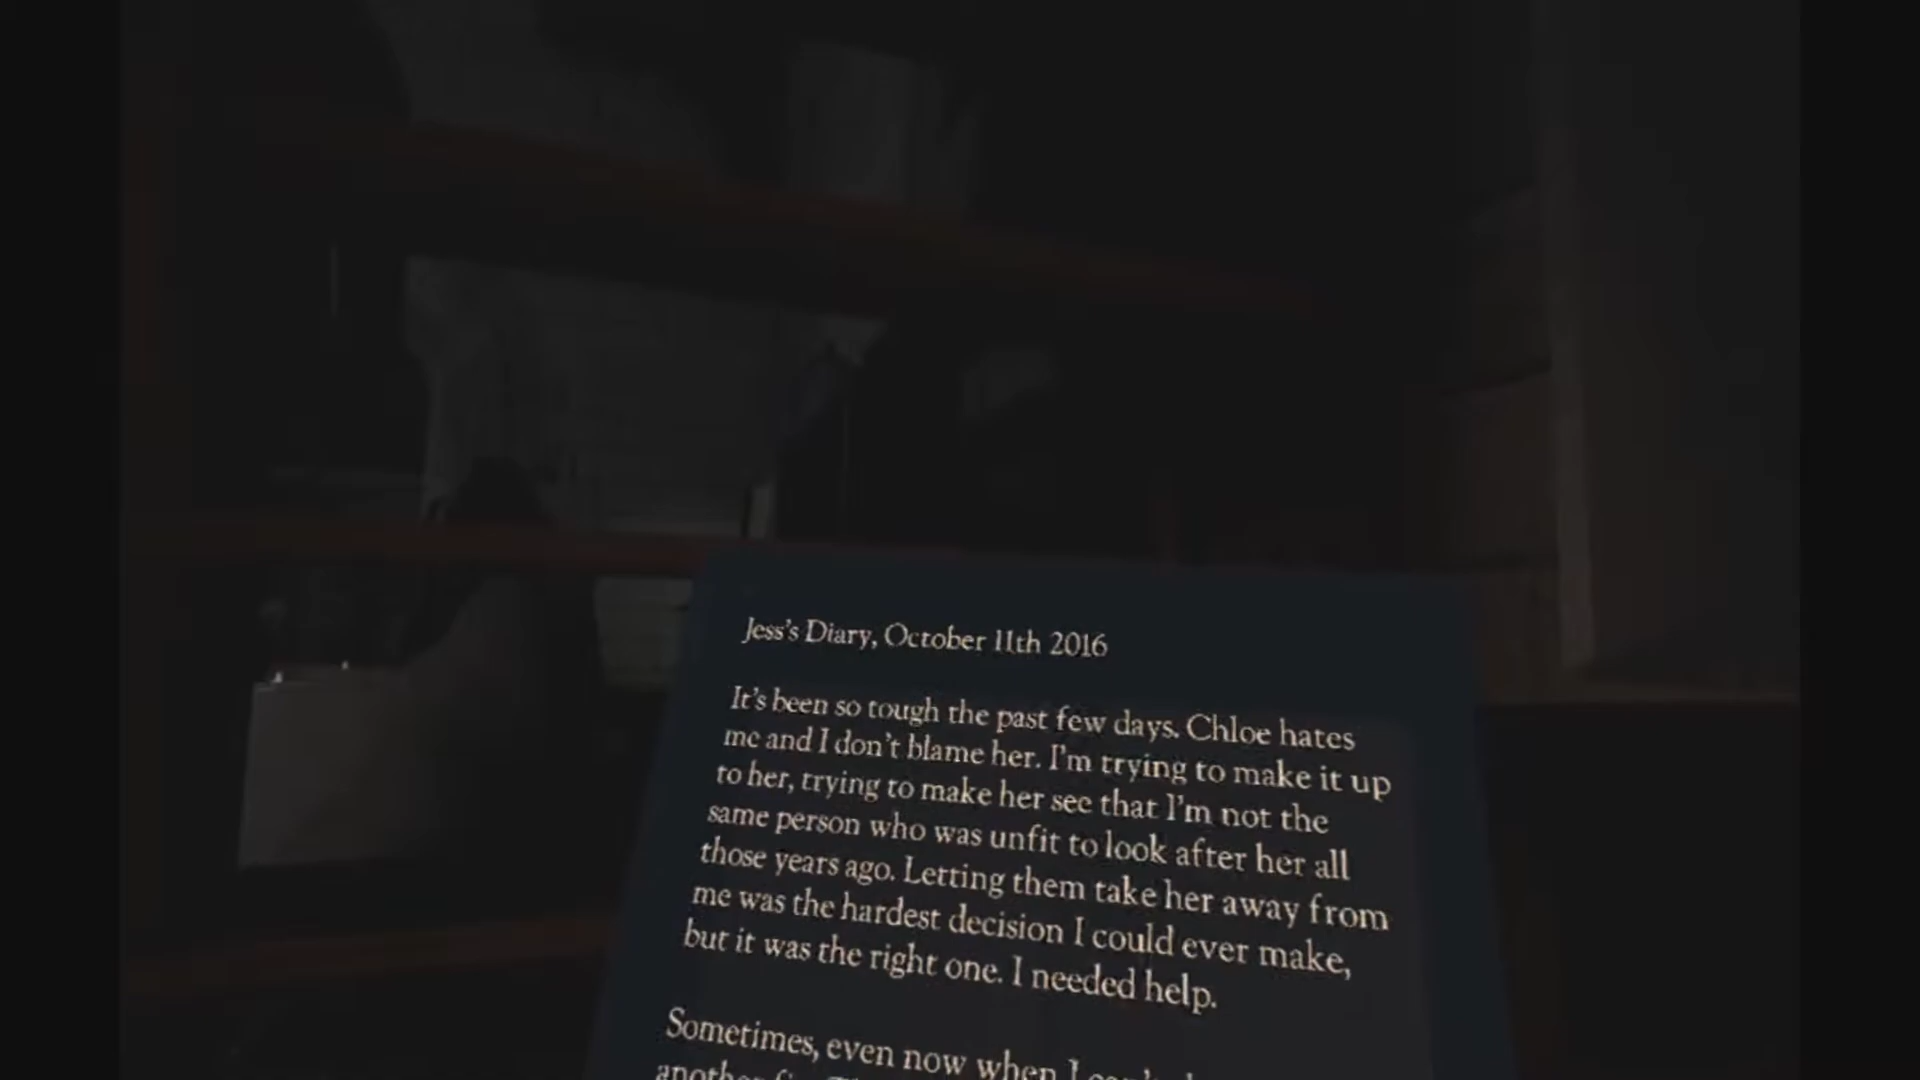 Jess's Diary, October 11th 2016
It's been so tough the past few days. Chloe hates
me and I don't blame her. I'm trying to make it up
to her, trying to make her see that I'm not the
same person who was unfit to look after her all
those years ago. Letting them take her away from
me was the hardest decision I could ever make,
but it was the right one. I needed help.
Sometimes, even now when I can't
another